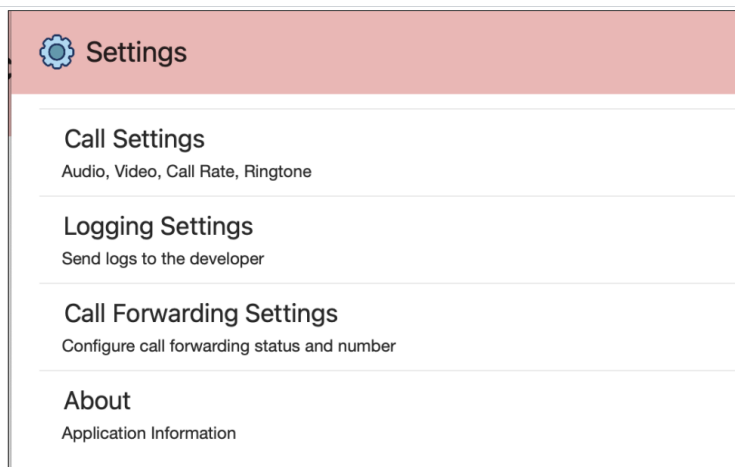 Settings
Call Settings
Audio, Video, Call Rate, Ringtone
Logging Settings
Send logs to the developer
Call Forwarding Settings
Configure call forwarding status and number
About
Application Information